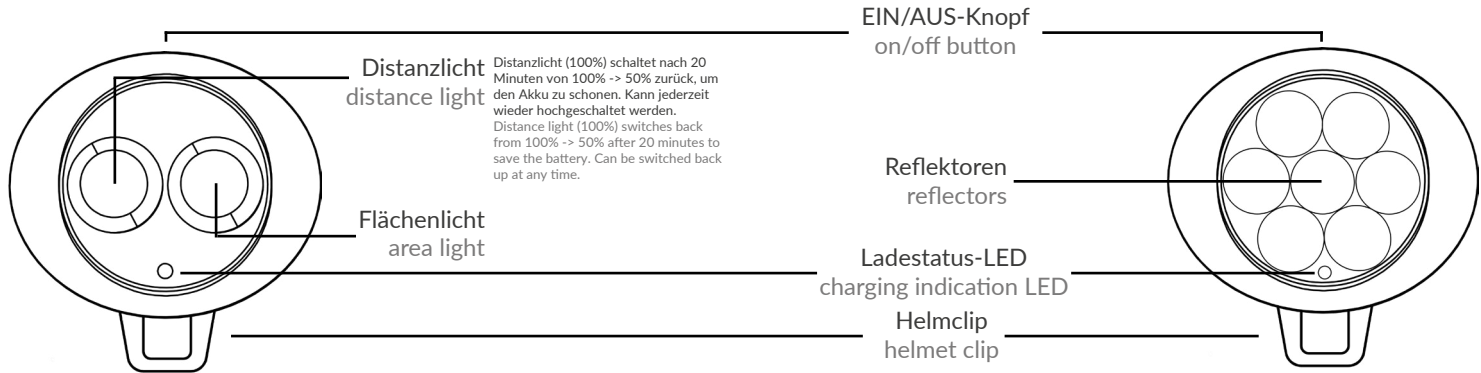 EIN/AUS-Knopf
on/off button
Distanzlicht
distance light
Distanzlicht (100%) schaltet nach 20
Minuten von 100% -> 50% zurück, um
den Akku zu schonen. Kann jederzeit
wieder hochgeschaltet werden.
Distance light (100%) switches back
from 100% -> 50% after 20 minutes to
save the battery. Can be switched back
up at any time.
Reflektoren
reflectors
Flächenlicht
area light
Ladestatus-LED
charging indication LED
Helmclip
helmet clip